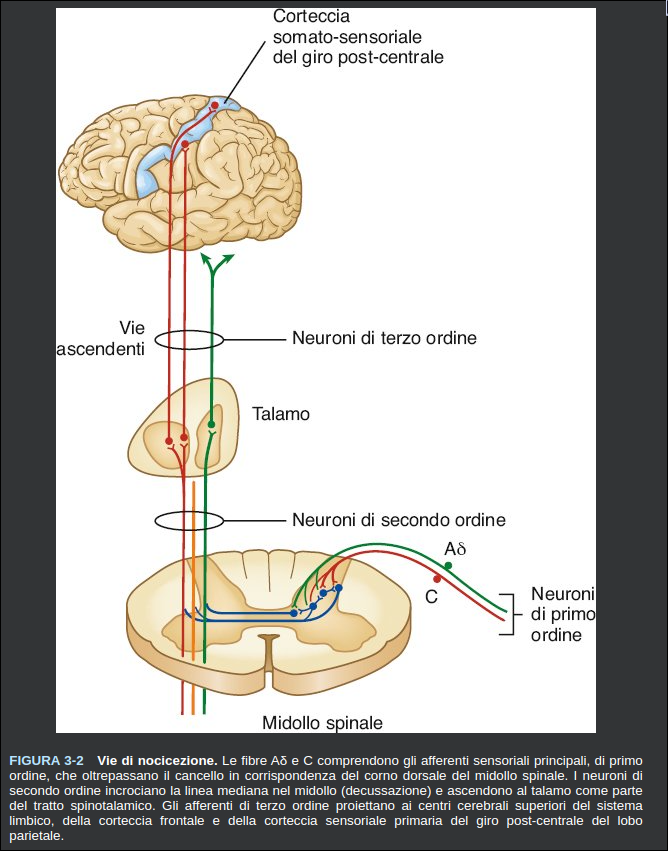 Corteccia
somato-sensoriale
del giro post-centrale
Vie
ascendenti
Neuroni di terzo ordine
Talamo
Neuroni di secondo ordine
Aδ
C
Neuroni
di primo
ordine
Midollo spinale
FIGURA 3-2 Vie di nocicezione. Le fibre Aδ e C comprendono gli afferenti sensoriali principali, di primo
ordine, che oltrepassano il cancello in corrispondenza del corno dorsale del midollo spinale. I neuroni di
secondo ordine incrociano la linea mediana nel midollo (decussazione) e ascendono al talamo come parte
del tratto spinotalamico. Gli afferenti di terzo ordine proiettano ai centri cerebrali superiori del sistema
limbico, della corteccia frontale e della corteccia sensoriale primaria del giro post-centrale del lobo
parietale.